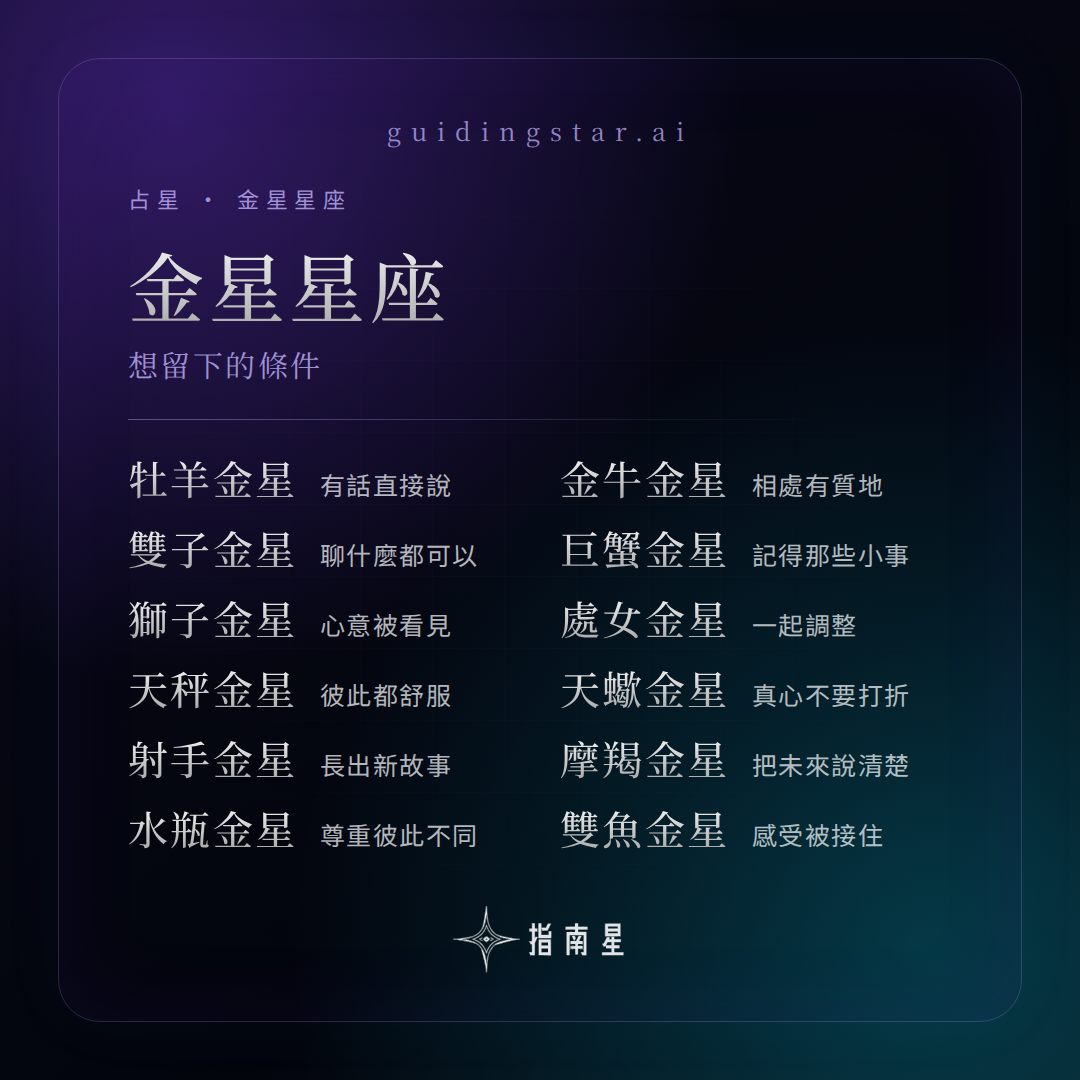 guidingstar.ai
占星 · 金星星座
金星星座
想留下的條件
牡羊金星 有話直接說 金牛金星 相處有質地
雙子金星 聊什麼都可以 巨蟹金星 記得那些小事
獅子金星 心意被看見 處女金星 一起調整
天秤金星 彼此都舒服 天蠍金星 真心不要打折
射手金星 長出新故事 摩羯金星 把未來說清楚
水瓶金星 尊重彼此不同 雙魚金星 感受被接住
指南星